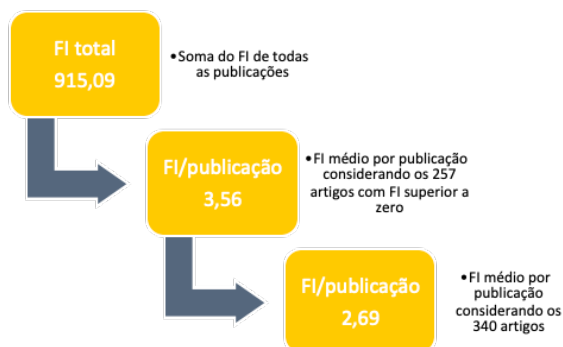 FI total
915,09
•Soma do FI de todas
as publicações
FI/publicação
3,56
•FI médio por publicação
considerando os 257
artigos com FI superior a
zero
FI/publicação
2,69
•FI médio por
publicação
considerando os
340 artigos